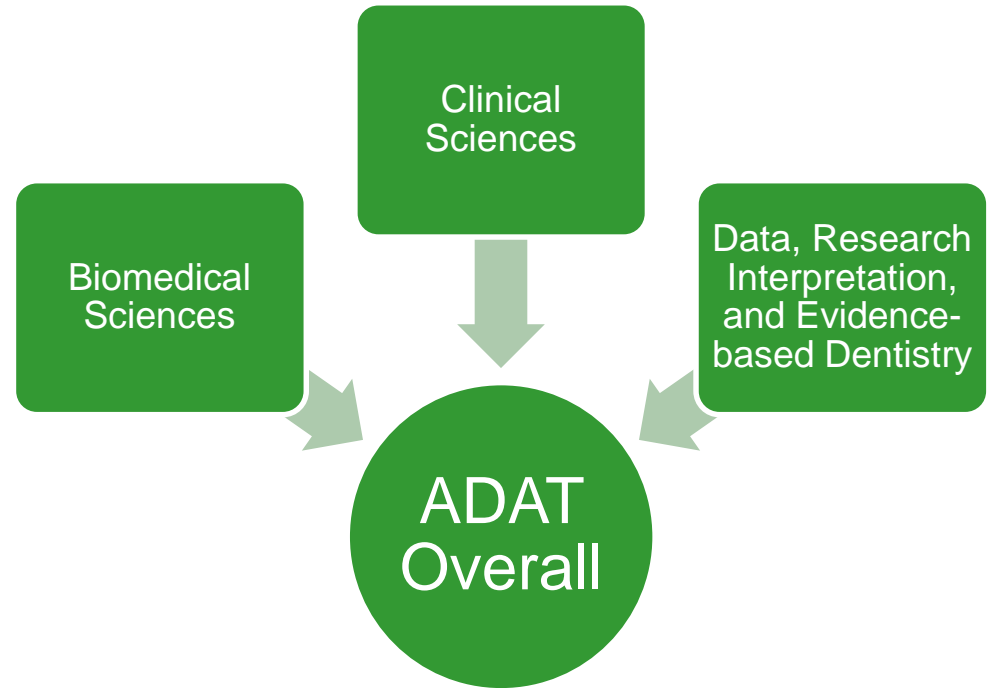 Clinical
Sciences
Biomedical
Sciences
Data, Research
Interpretation,
and Evidence-
based Dentistry
ADAT
Overall